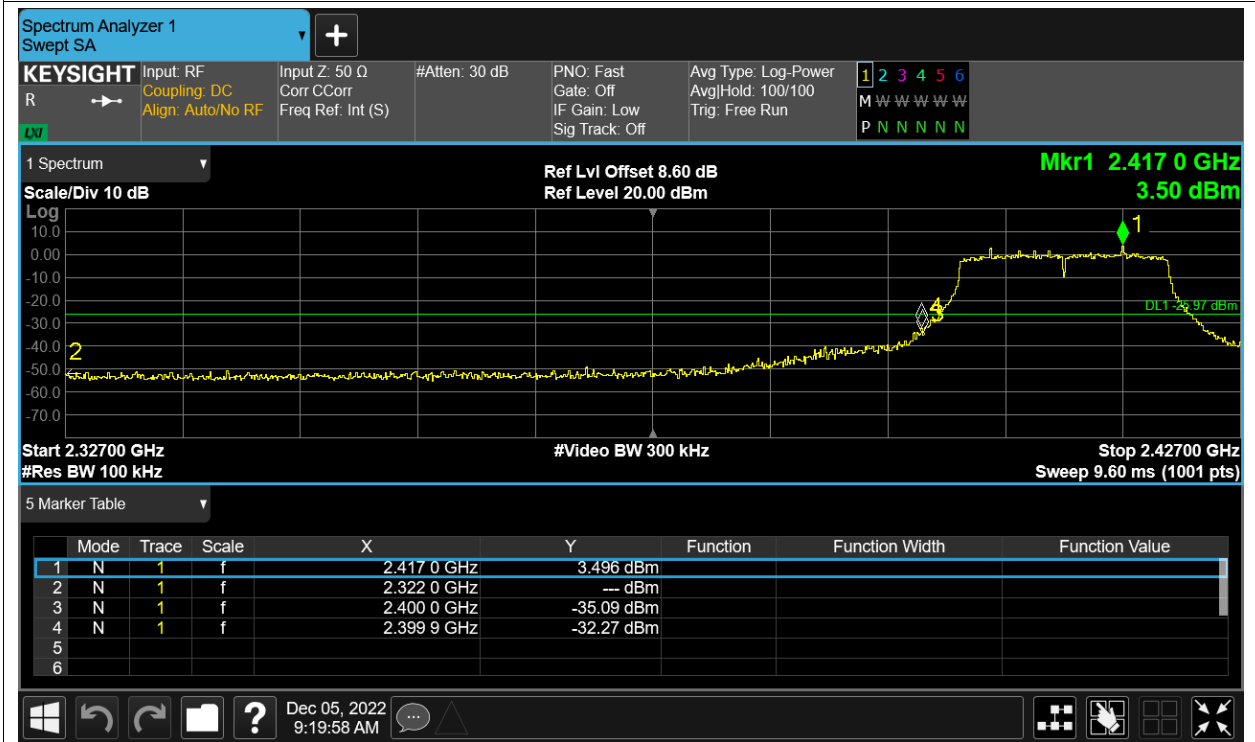 Spectrum Analyzer 1
Swept SA
+
KEYSIGHT Input: RF Input Z: 50 Ω #Atten: 30 dB PNO: Fast Avg Type: Log-Power 1 2 3 4 5 6
R Coupling: DC Corr CCorr Gate: Off Avg|Hold: 100/100 M W W W W W
Align: Auto/No RF Freq Ref: Int (S) IF Gain: Low Trig: Free Run
LXI Sig Track: Off P N N N N N
1 Spectrum Ref Lvl Offset 8.60 dB Mkr1 2.417 0 GHz
Scale/Div 10 dB Ref Level 20.00 dBm 3.50 dBm
Log
10.0 1
0.00
-10.0
-20.0
4
DL1 -25.97 dBm
3
-30.0
-40.0
2
-50.0
-60.0
-70.0
Start 2.32700 GHz #Video BW 300 kHz Stop 2.42700 GHz
#Res BW 100 kHz Sweep 9.60 ms (1001 pts)
5 Marker Table
Mode Trace Scale X Y Function Function Width Function Value
1 N 1 f 2.417 0 GHz 3.496 dBm
2 N 1 f 2.322 0 GHz --- dBm
3 N 1 f 2.400 0 GHz -35.09 dBm
4 N 1 f 2.399 9 GHz -32.27 dBm
5
6
? Dec 05, 2022
9:19:58 AM